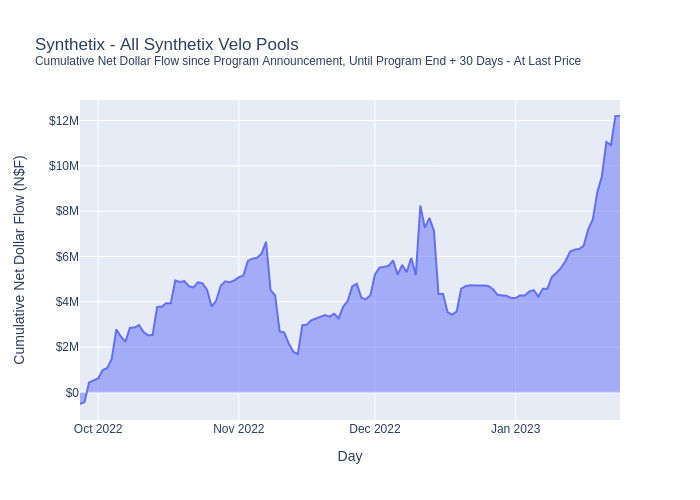 Synthetix - All Synthetix Velo Pools
Cumulative Net Dollar Flow since Program Announcement, Until Program End + 30 Days - At Last Price
Cumulative Net Dollar Flow (N$F)
$12M
$10M
$8M
$6M
$4M
$2M
$0
Oct 2022
Nov 2022
Dec 2022
Jan 2023
Day